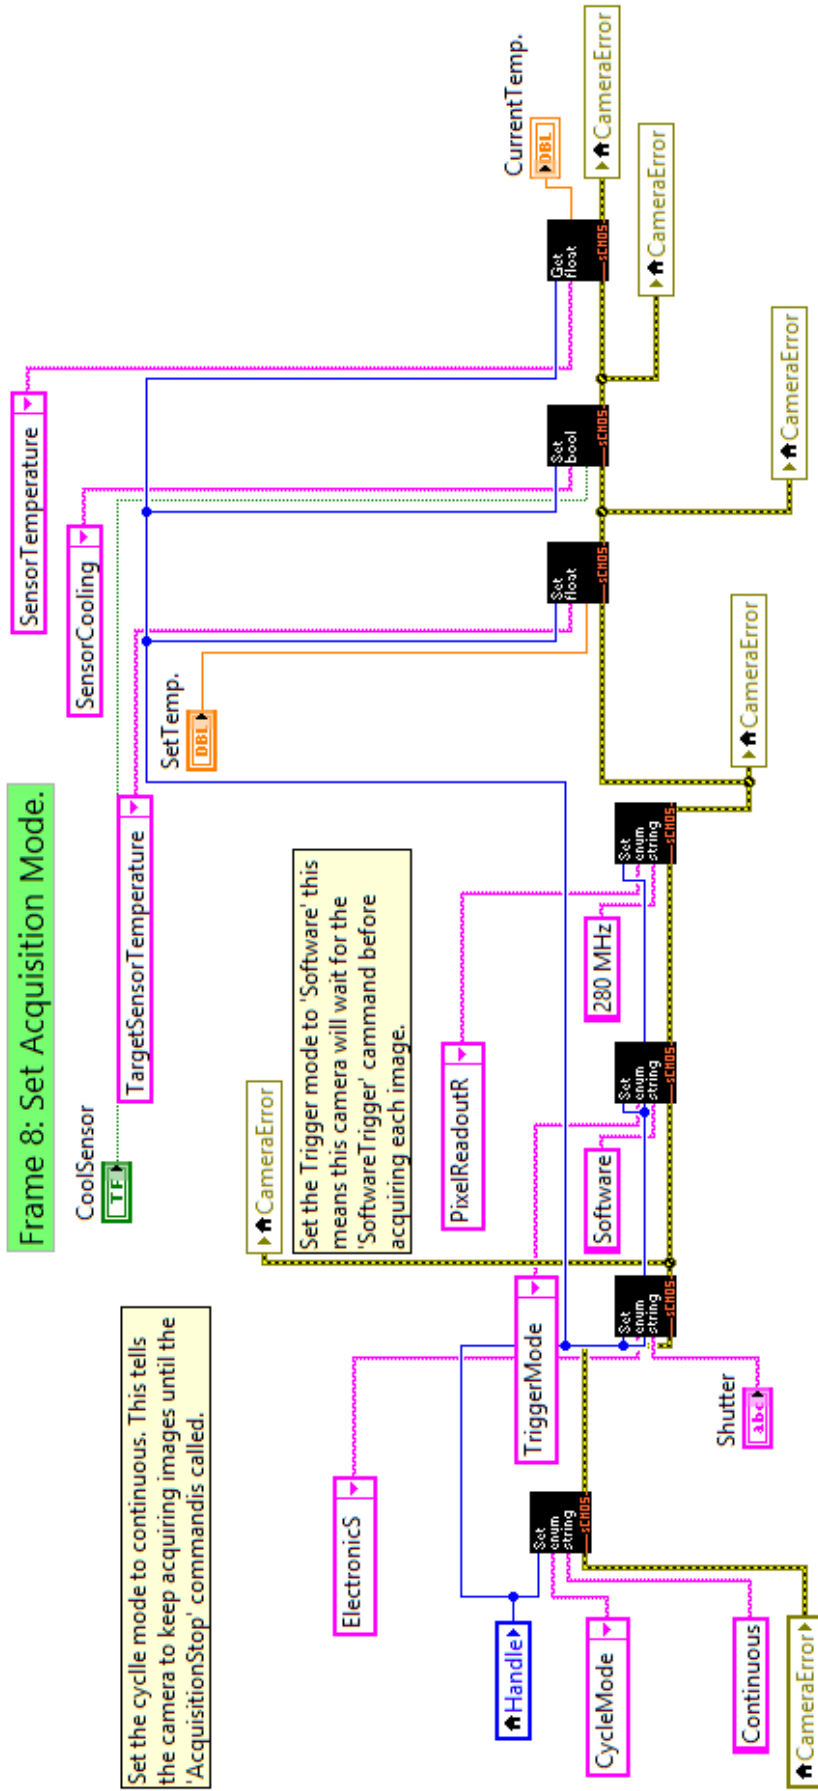 Frame 8: Set Acquisition Mode.
Set the cyclle mode to continuous. This tells
the camera to keep acquiring images until the
'AcquisitionStop' commandis called.
CoolSensor
TF
TargetSensorTemperature
SensorCooling
SensorTemperature
SetTemp.
DBL
CurrentTemp.
DBL
CameraError
Set the Trigger mode to 'Software' this
means this camera will wait for the
'SoftwareTrigger' cammand before
acquiring each image.
ElectronicS
TriggerMode
PixelReadoutR
Software
280 MHz
Handle
CycleMode
Continuous
CameraError
Shutter
abc
Set
enum
string
sCMOS
Set
enum
string
sCMOS
Set
enum
string
sCMOS
Set
enum
string
sCMOS
Set
float
sCMOS
Set
bool
sCMOS
Get
float
sCMOS
CameraError
CameraError
CameraError
CameraError